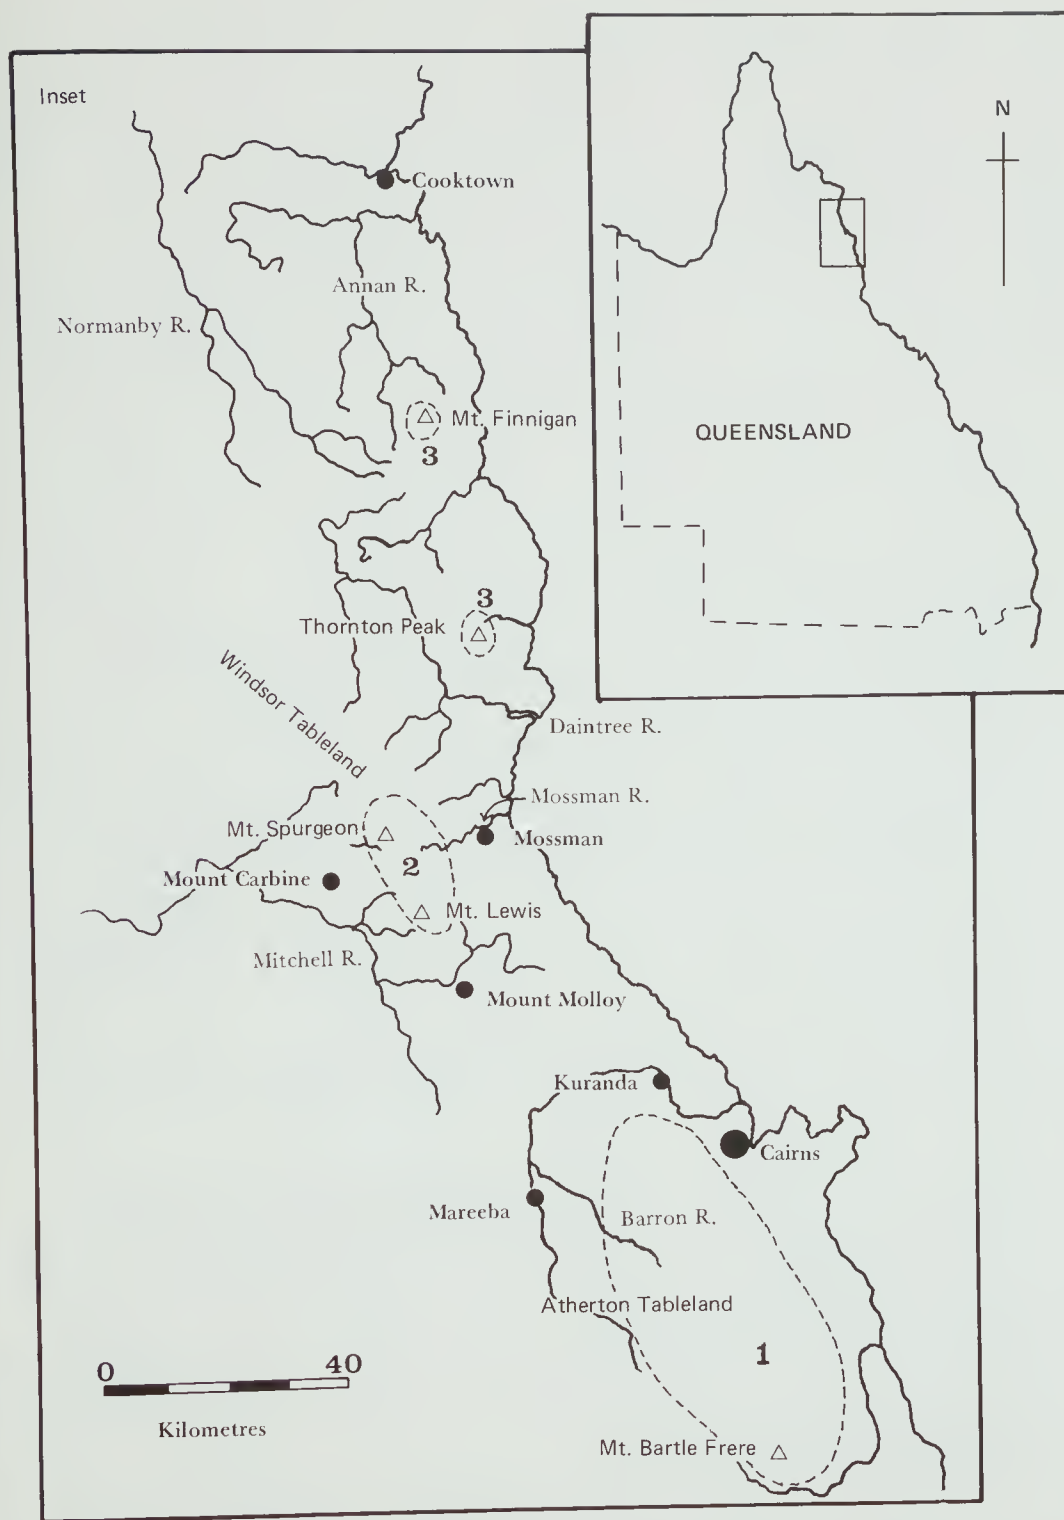 Inset
N
Cooktown
Annan R.
Normanby R.
Mt. Finnigan
3
QUEENSLAND
3
Thornton Peak
Windsor Tableland
Daintree R.
Mossman R.
Mt. Spurgeon
Mossman
2
Mount Carbine
Mt. Lewis
Mitchell R.
Mount Molloy
Kuranda
Cairns
Mareeba
Barron R.
Atherton Tableland
1
0 40
Kilometres
Mt. Bartle Frere